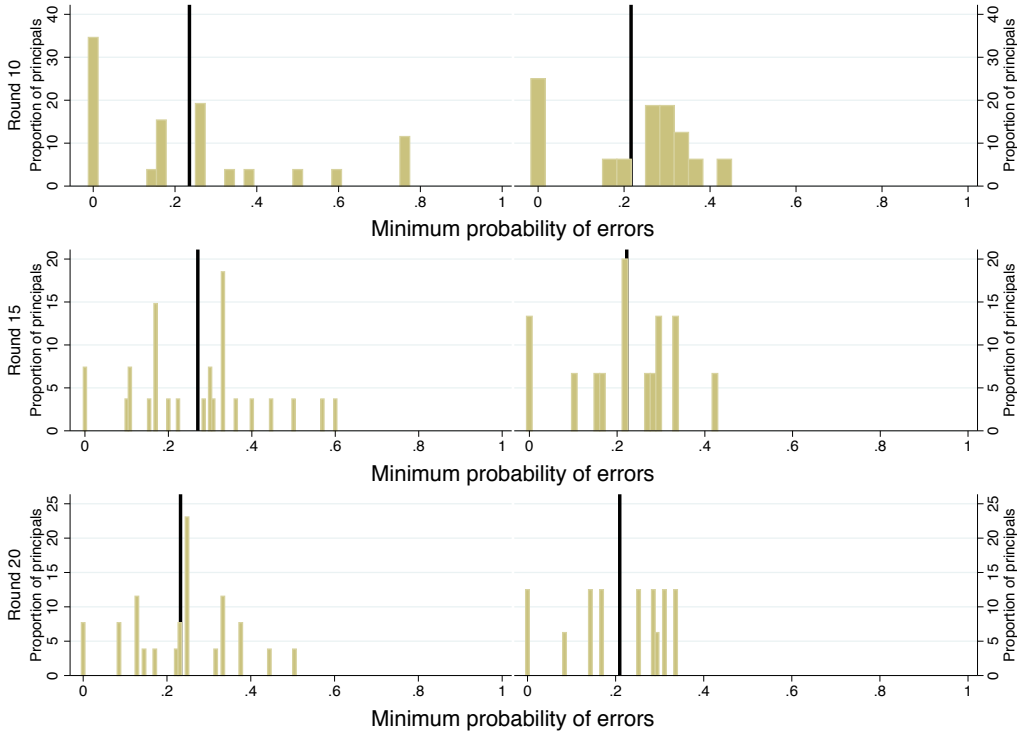 Round 10
Proportion of principals
0 10 20 30 40
0 .2 .4 .6 .8 1
0 .2 .4 .6 .8 1
0 10 20 30 40
Proportion of principals
Minimum probability of errors
Round 15
Proportion of principals
0 5 10 15 20
0 .2 .4 .6 .8 1
0 .2 .4 .6 .8 1
0 5 10 15 20
Proportion of principals
Minimum probability of errors
Round 20
Proportion of principals
0 5 10 15 20 25
0 .2 .4 .6 .8 1
0 .2 .4 .6 .8 1
0 5 10 15 20 25
Proportion of principals
Minimum probability of errors